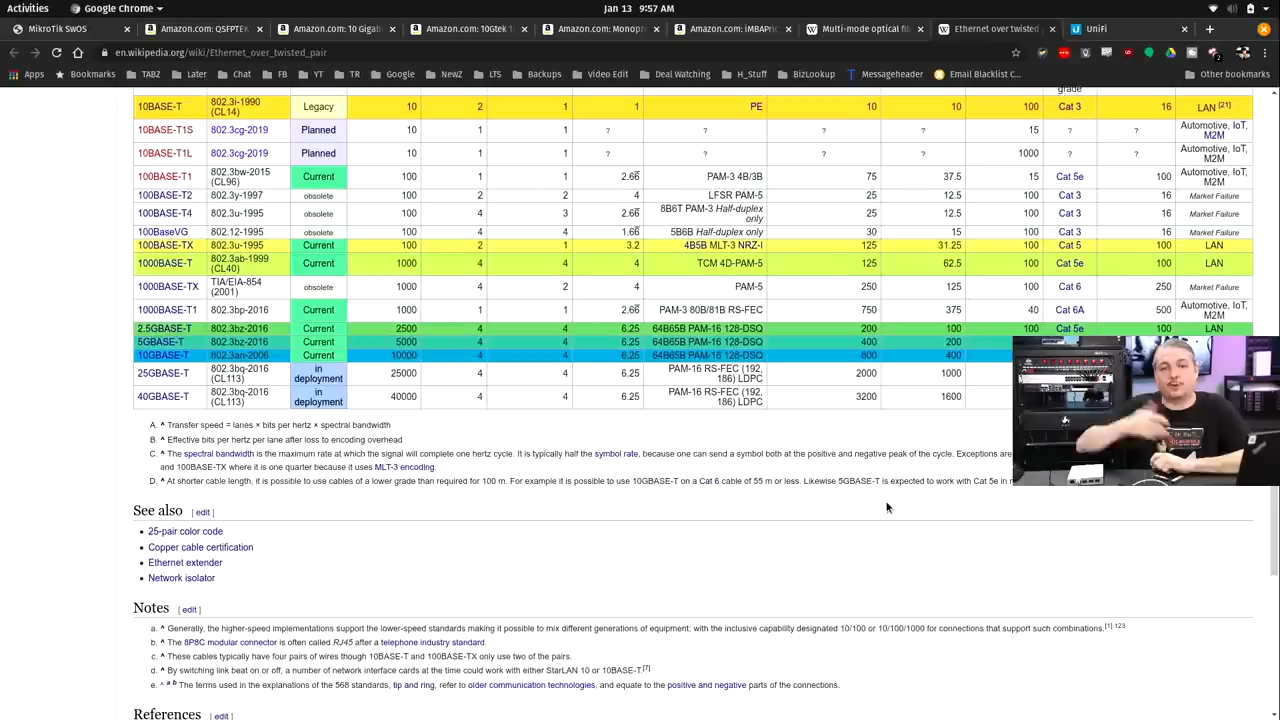 Activities Google Chrome Jan 13 9:57 AM
MikroTik SwOS Amazon.com: QSFPTEK Amazon.com: 10 Gigab Amazon.com: 10Gtek 1 Amazon.com: Monopr Amazon.com: iMBAPric Multi-mode optical fib Ethernet over twisted UniFi
en.wikipedia.org/wiki/Ethernet_over_twisted_pair
Apps Bookmarks TABZ Later Chat FB YT TR Google NewZ LTS Backups Video Edit Deal Watching H_Stuff BizLookup Messageheader Email Blacklist C... Other bookmarks
grade
10BASE-T 802.3i-1990 (CL14) Legacy 10 2 1 1 PE 10 10 100 Cat 3 16 LAN [21]
10BASE-T1S 802.3cg-2019 Planned 10 1 1 ? ? ? ? 15 ? ? Automotive, IoT, M2M
10BASE-T1L 802.3cg-2019 Planned 10 1 1 ? ? ? ? 1000 ? ? Automotive, IoT, M2M
100BASE-T1 802.3bw-2015 (CL96) Current 100 1 1 2.66 PAM-3 4B/3B 75 37.5 15 Cat 5e 100 Automotive, IoT, M2M
100BASE-T2 802.3y-1997 obsolete 100 2 2 4 LFSR PAM-5 25 12.5 100 Cat 3 16 Market Failure
100BASE-T4 802.3u-1995 obsolete 100 4 3 2.66 8B6T PAM-3 Half-duplex only 25 12.5 100 Cat 3 16 Market Failure
100BaseVG 802.12-1995 obsolete 100 4 4 1.66 5B6B Half-duplex only 30 15 100 Cat 3 16 Market Failure
100BASE-TX 802.3u-1995 Current 100 2 1 3.2 4B5B MLT-3 NRZ-I 125 31.25 100 Cat 5 100 LAN
1000BASE-T 802.3ab-1999 (CL40) Current 1000 4 4 4 TCM 4D-PAM-5 125 62.5 100 Cat 5e 100 LAN
1000BASE-TX TIA/EIA-854 (2001) obsolete 1000 4 2 4 PAM-5 250 125 100 Cat 6 250 Market Failure
1000BASE-T1 802.3bp-2016 Current 1000 1 1 2.66 PAM-3 80B/81B RS-FEC 750 375 40 Cat 6A 500 Automotive, IoT, M2M
2.5GBASE-T 802.3bz-2016 Current 2500 4 4 6.25 64B65B PAM-16 128-DSQ 200 100 100 Cat 5e 100 LAN
5GBASE-T 802.3bz-2016 Current 5000 4 4 6.25 64B65B PAM-16 128-DSQ 400 200
10GBASE-T 802.3an-2006 Current 10000 4 4 6.25 64B65B PAM-16 128-DSQ 800 400
25GBASE-T 802.3bq-2016 (CL113) in deployment 25000 4 4 6.25 PAM-16 RS-FEC (192, 186) LDPC 2000 1000
40GBASE-T 802.3bq-2016 (CL113) in deployment 40000 4 4 6.25 PAM-16 RS-FEC (192, 186) LDPC 3200 1600
A. ^ Transfer speed = lanes × bits per hertz × spectral bandwidth
B. ^ Effective bits per hertz per lane after loss to encoding overhead
C. ^ The spectral bandwidth is the maximum rate at which the signal will complete one hertz cycle. It is typically half the symbol rate, because one can send a symbol both at the positive and negative peak of the cycle. Exceptions are
and 100BASE-TX where it is one quarter because it uses MLT-3 encoding.
D. ^ At shorter cable length, it is possible to use cables of a lower grade than required for 100 m. For example it is possible to use 10GBASE-T on a Cat 6 cable of 55 m or less. Likewise 5GBASE-T is expected to work with Cat 5e in
See also [ edit ]
• 25-pair color code
• Copper cable certification
• Ethernet extender
• Network isolator
Notes [ edit ]
a. ^ Generally, the higher-speed implementations support the lower-speed standards making it possible to mix different generations of equipment; with the inclusive capability designated 10/100 or 10/100/1000 for connections that support such combinations.[1] 123
b. ^ The 8P8C modular connector is often called RJ45 after a telephone industry standard.
c. ^ These cables typically have four pairs of wires though 10BASE-T and 100BASE-TX only use two of the pairs.
d. ^ By switching link beat on or off, a number of network interface cards at the time could work with either StarLAN 10 or 10BASE-T.[7]
e. ^ a b The terms used in the explanations of the 568 standards, tip and ring, refer to older communication technologies, and equate to the positive and negative parts of the connections.
References [ edit ]